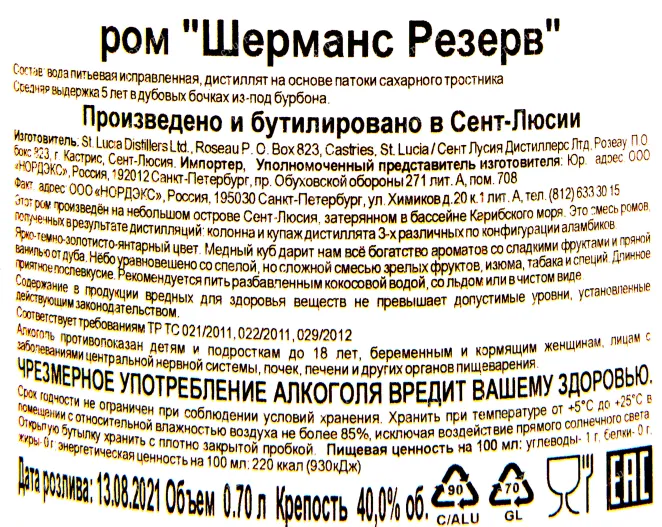 ром "Шерманс Резерв"
Состав: вода питьевая исправленная, дистиллят на основе патоки сахарного тростника
Средняя выдержка 5 лет в дубовых бочках из-под бурбона.
Произведено и бутилировано в Сент-Люсии
Изготовитель: St. Lucia Distillers Ltd., Roseau P. O. Box 823, Castries, St. Lucia / Сент Лусия Дистиллерс Лтд, Розеау П.О.
бокс 823, г. Кастрис, Сент-Люсия. Импортер, Уполномоченный представитель изготовителя: Юр. адрес ООО
«НОРДЭКС», Россия, 192012 Санкт-Петербург, пр. Обуховской обороны 271 лит. А, пом. 708
Факт. адрес: ООО «НОРДЭКС», Россия, 195030 Санкт-Петербург, ул. Химиков д. 20 к.1 лит. А, тел. (812) 633 30 15
Этот ром произведён на небольшом острове Сент-Люсия, затерянном в бассейне Карибского моря. Это смесь ромов,
полученных в результате дистилляций: колонна и купаж дистиллята 3-х различных по конфигурации аламбиков.
Ярко-темно-золотисто-янтарный цвет. Медный куб дарит нам всё богатство ароматов со сладкими фруктами и пряной
ванилью от дуба. Нёбо уравновешено со спелой, но сложной смесью зрелых фруктов, изюма, табака и специй. Длинное
приятное послевкусие. Рекомендуется пить разбавленным кокосовой водой, со льдом или в чистом виде.
Содержание в продукции вредных для здоровья веществ не превышает допустимые уровни, установленные
действующим законодательством.
Соответствует требованиям ТР ТС 021/2011, 022/2011, 029/2012
Алкоголь противопоказан детям и подросткам до 18 лет, беременным и кормящим женщинам, лицам с
заболеваниями центральной нервной системы, почек, печени и других органов пищеварения.
ЧРЕЗМЕРНОЕ УПОТРЕБЛЕНИЕ АЛКОГОЛЯ ВРЕДИТ ВАШЕМУ ЗДОРОВЬЮ.
Срок годности не ограничен при соблюдении условий хранения. Хранить при температуре от +5°С до +25°С в
помещении с относительной влажностью воздуха не более 85%, исключая воздействие прямого солнечного света
Открытую бутылку хранить с плотно закрытой пробкой. Пищевая ценность на 100 мл: углеводы- 1 г, белки- 0 г.
жиры- 0 г. энергетическая ценность на 100 мл: 220 ккал (930кДж)
Дата розлива: 13.08.2021 Объем 0.70 л Крепость 40,0% об.
90 C/ALU
70 GL
EAC